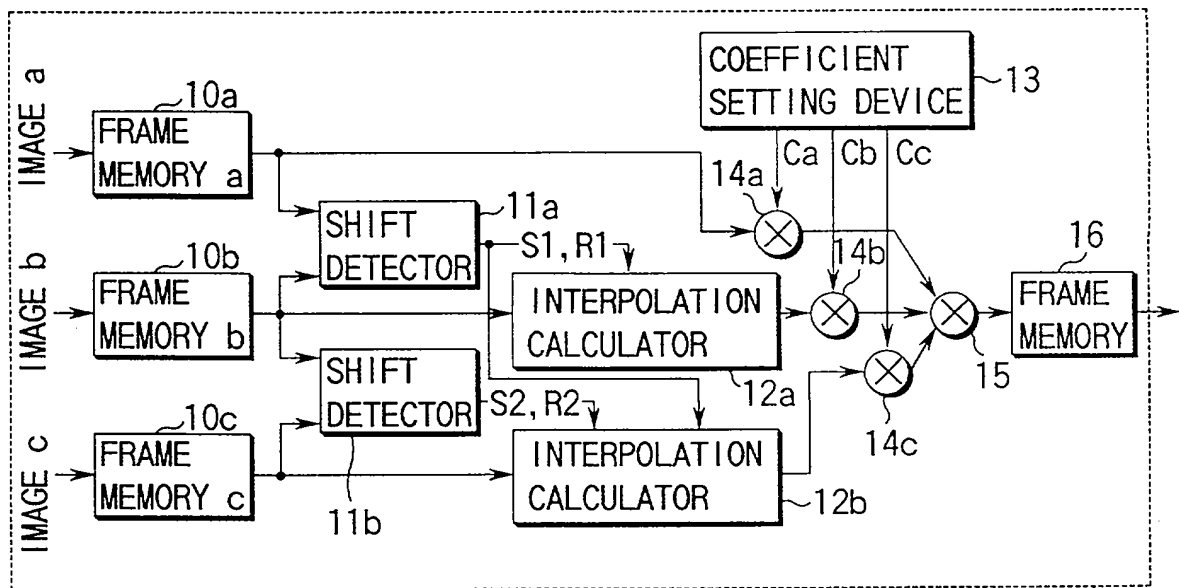 IMAGE a
10a
FRAME
MEMORY a
COEFFICIENT
SETTING DEVICE
13
Ca
Cb
Cc
14a
SHIFT
DETECTOR
11a
S1, R1
IMAGE b
10b
FRAME
MEMORY b
INTERPOLATION
CALCULATOR
12a
14b
15
16
FRAME
MEMORY
SHIFT
DETECTOR
11b
S2, R2
14c
IMAGE c
10c
FRAME
MEMORY c
INTERPOLATION
CALCULATOR
12b